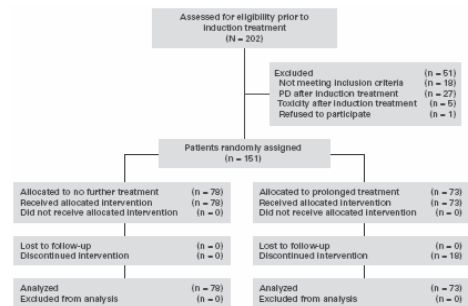 Assessed for eligibility prior to
induction treatment
(N = 202)
Excluded (n = 51)
Not meeting inclusion criteria (n = 18)
PD after induction treatment (n = 27)
Toxicity after induction treatment (n = 5)
Refused to participate (n = 1)
Patients randomly assigned
(n = 151)
Allocated to no further treatment (n = 78)
Received allocated intervention (n = 78)
Did not receive allocated intervention (n = 0)
Allocated to prolonged treatment (n = 73)
Received allocated intervention (n = 73)
Did not receive allocated intervention (n = 0)
Lost to follow-up (n = 0)
Discontinued intervention (n = 0)
Lost to follow-up (n = 0)
Discontinued intervention (n = 18)
Analyzed (n = 78)
Excluded from analysis (n = 0)
Analyzed (n = 73)
Excluded from analysis (n = 0)